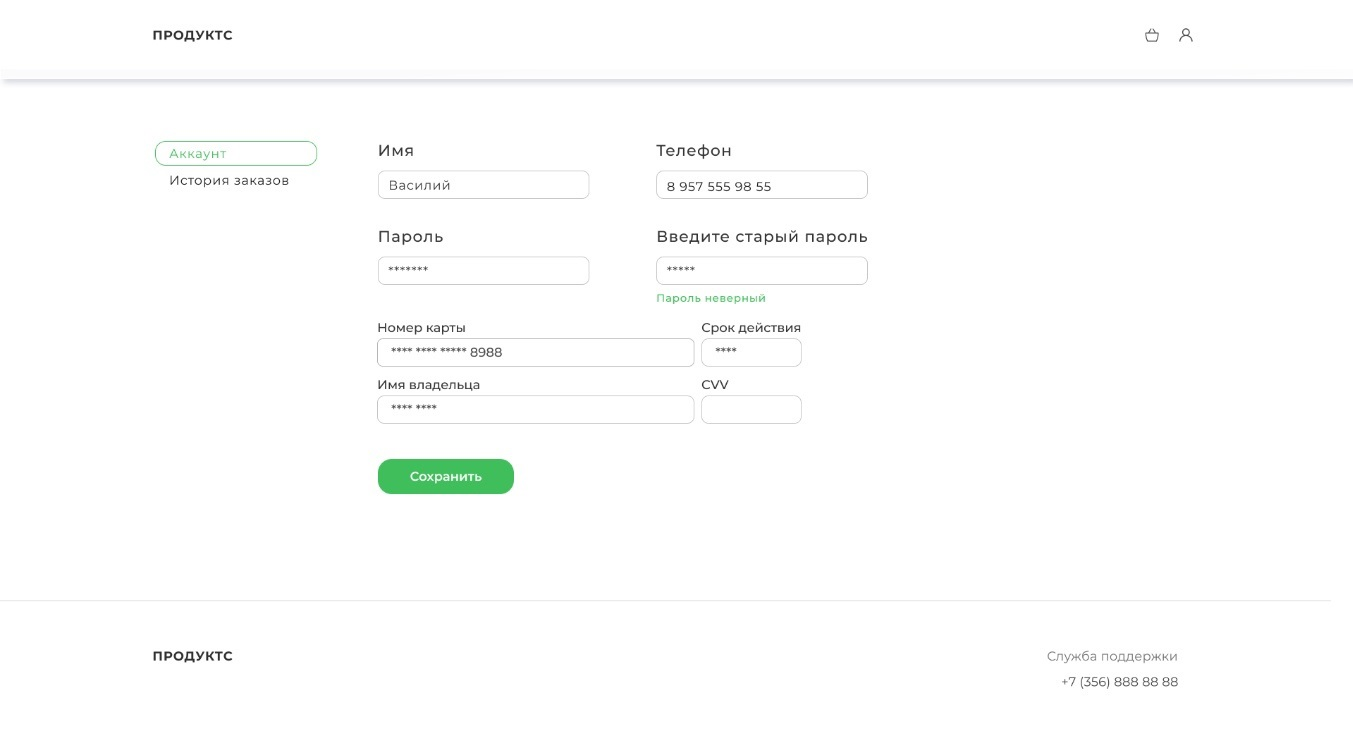 ПРОДУКТС
Аккаунт
История заказов
Имя
Телефон
Василий
8 957 555 98 55
Пароль
Введите старый пароль
*******
*****
Пароль неверный
Номер карты
Срок действия
**** **** ***** 8988
****
Имя владельца
CVV
**** ****
Сохранить
ПРОДУКТС
Служба поддержки
+7 (356) 888 88 88